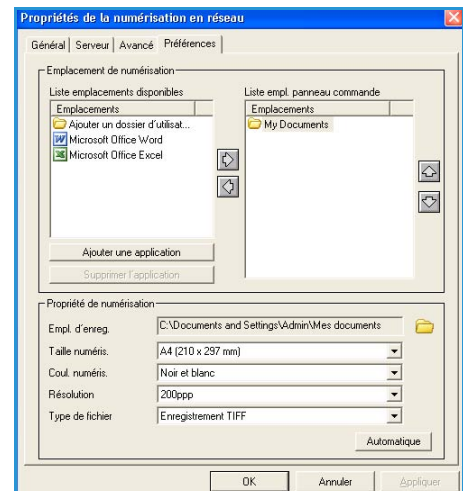 Propriétés de la numérisation en réseau
Général Serveur Avancé Préférences
Emplacement de numérisation
Liste emplacements disponibles
Emplacements
Ajouter un dossier d'utilisat...
Microsoft Office Word
Microsoft Office Excel
Ajouter une application
Supprimer l'application
Liste empl. panneau commande
Emplacements
My Documents
Propriété de numérisation
Empl. d'enreg. C:\Documents and Settings\Admin\Mes documents
Taille numéris. A4 (210 x 297 mm)
Coul. numéris. Noir et blanc
Résolution 200ppp
Type de fichier Enregistrement TIFF
Automatique
OK Annuler Appliquer